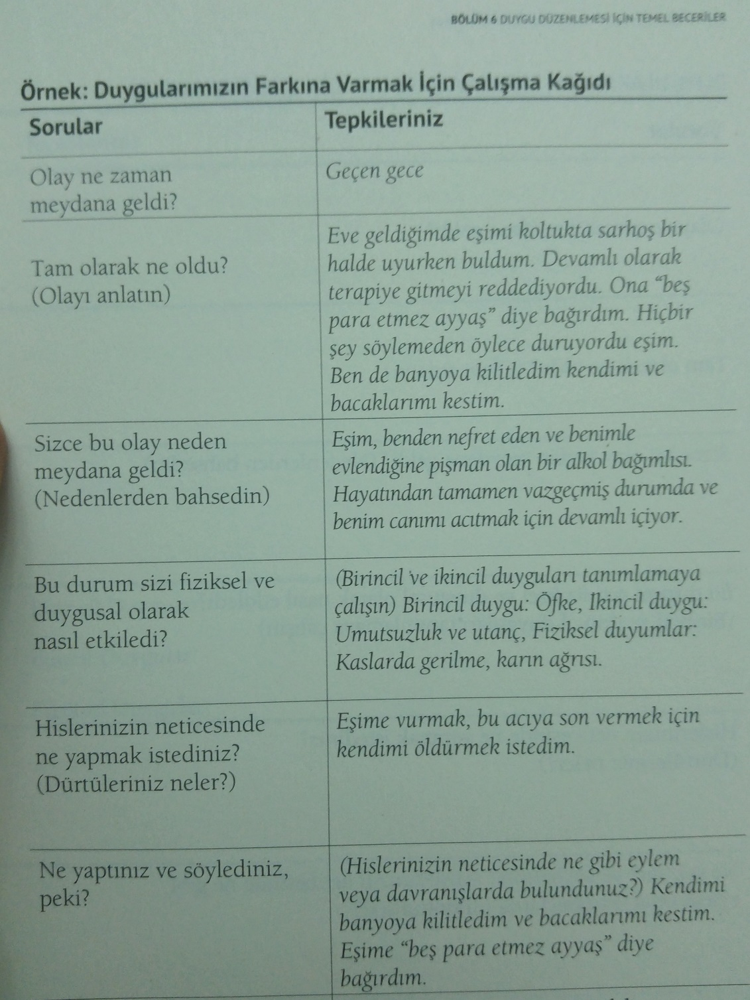 BÖLÜM 6 DUYGU DÜZENLEMESİ İÇİN TEMEL BECERİLER
Örnek: Duygularımızın Farkına Varmak İçin Çalışma Kağıdı
Sorular
Tepkileriniz
Olay ne zaman
meydana geldi?
Geçen gece
Tam olarak ne oldu?
(Olayı anlatın)
Eve geldiğimde eşimi koltukta sarhoş bir
halde uyurken buldum. Devamlı olarak
terapiye gitmeyi reddediyordu. Ona “beş
para etmez ayyaş” diye bağırdım. Hiçbir
şey söylemeden öylece duruyordu eşim.
Ben de banyoya kilitledim kendimi ve
bacaklarımı kestim.
Sizce bu olay neden
meydana geldi?
(Nedenlerden bahsedin)
Eşim, benden nefret eden ve benimle
evlendiğine pişman olan bir alkol bağımlısı.
Hayatından tamamen vazgeçmiş durumda ve
benim canımı acıtmak için devamlı içiyor.
Bu durum sizi fiziksel ve
duygusal olarak
nasıl etkiledi?
(Birincil ve ikincil duyguları tanımlamaya
çalışın) Birincil duygu: Öfke, İkincil duygu:
Umutsuzluk ve utanç, Fiziksel duyumlar:
Kaslarda gerilme, karın ağrısı.
Hislerinizin neticesinde
ne yapmak istediniz?
(Dürtüleriniz neler?)
Eşime vurmak, bu acıya son vermek için
kendimi öldürmek istedim.
Ne yaptınız ve söylediniz,
peki?
(Hislerinizin neticesinde ne gibi eylem
veya davranışlarda bulundunuz?) Kendimi
banyoya kilitledim ve bacaklarımı kestim.
Eşime “beş para etmez ayyaş” diye
bağırdım.